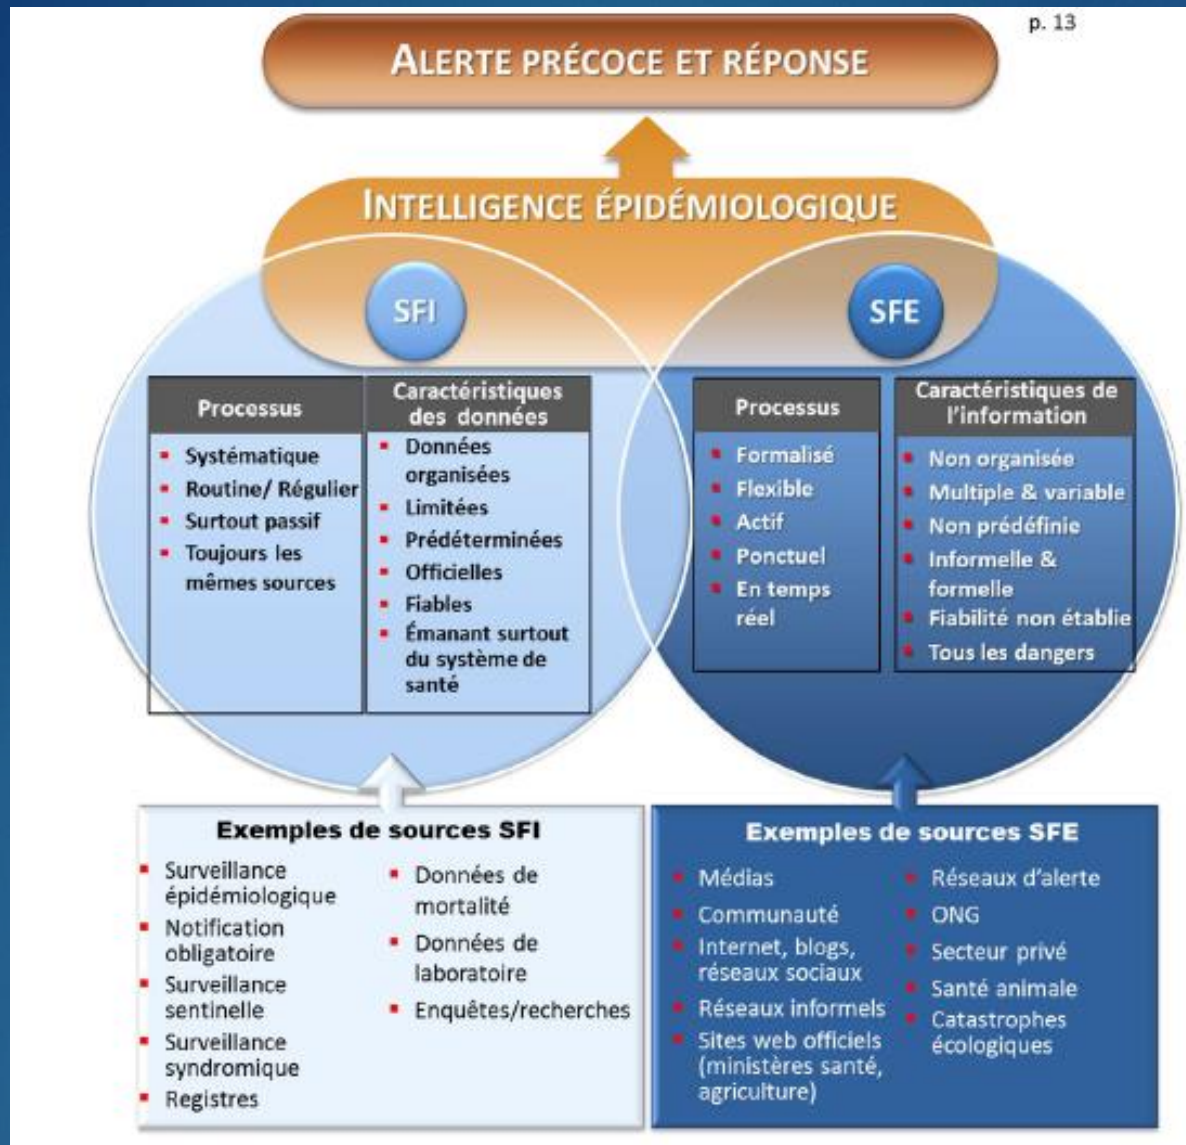 p. 13
ALERTE PRÉCOCE ET RÉPONSE
INTELLIGENCE ÉPIDÉMIOLOGIQUE
SFI
SFE
Processus
Systématique
Routine/ Régulier
Surtout passif
Toujours les
mêmes sources
Caractéristiques
des données
Données
organisées
Limitées
Prédéterminées
Officielles
Fiables
Émanant surtout
du système de
santé
Processus
Formalisé
Flexible
Actif
Ponctuel
En temps
réel
Caractéristiques de
l'information
Non organisée
Multiple & variable
Non prédéfinie
Informelle &
formelle
Fiabilité non établie
Tous les dangers
Exemples de sources SFI
Surveillance
épidémiologique
Notification
obligatoire
Surveillance
sentinelle
Surveillance
syndromique
Registres
Données de
mortalité
Données de
laboratoire
Enquêtes/recherches
Exemples de sources SFE
Médias
Communauté
Internet, blogs,
réseaux sociaux
Réseaux informels
Sites web officiels
(ministères santé,
agriculture)
Réseaux d'alerte
ONG
Secteur privé
Santé animale
Catastrophes
écologiques